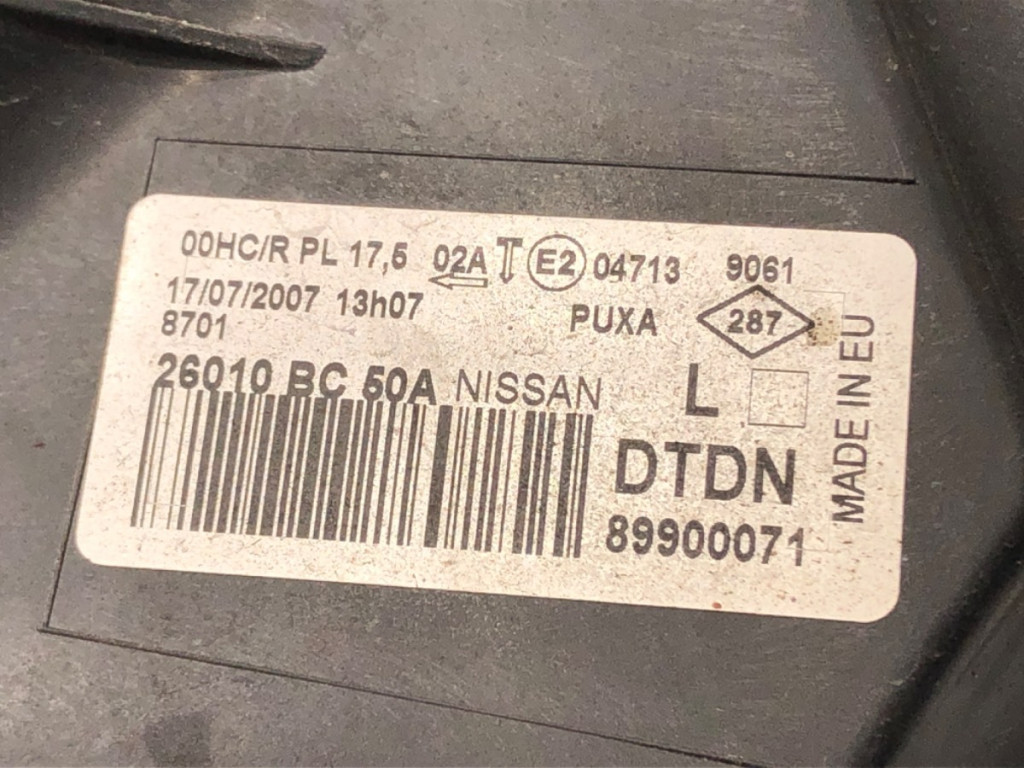 00HC/R PL 17,5 02A E2 04713 9061
17/07/2007 13h07 PUXA 287
8701
26010 BC 50A NISSAN L
DTDN
89900071
MADE IN EU